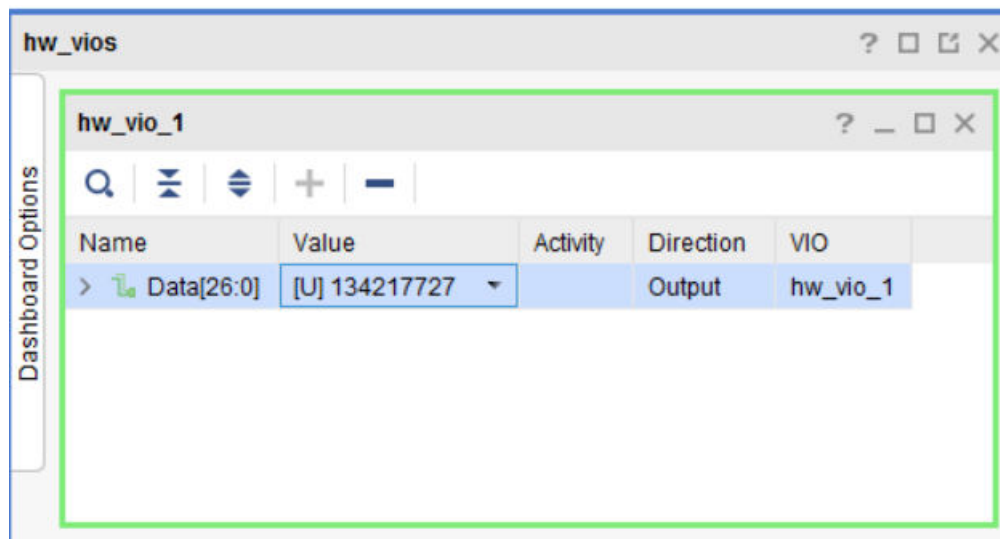 hw_vios
Dashboard Options
hw_vio_1
Name Value Activity Direction VIO
Data[26:0] [U] 134217727 Output hw_vio_1